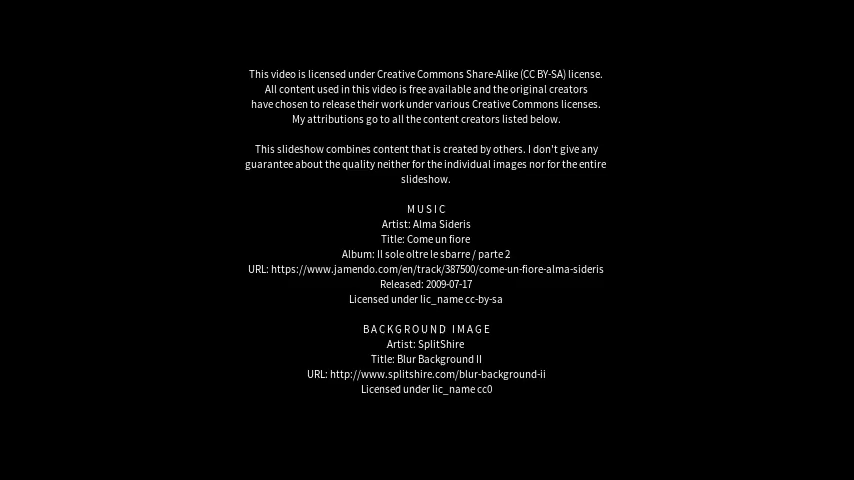 This video is licensed under Creative Commons Share-Alike (CC BY-SA) license.
All content used in this video is free available and the original creators
have chosen to release their work under various Creative Commons licenses.
My attributions go to all the content creators listed below.
This slideshow combines content that is created by others. I don't give any
guarantee about the quality neither for the individual images nor for the entire
slideshow.
MUSIC
Artist: Alma Sideris
Title: Come un fiore
Album: Il sole oltre le sbarre / parte 2
URL: https://www.jamendo.com/en/track/387500/come-un-fiore-alma-sideris
Released: 2009-07-17
Licensed under lic_name cc-by-sa
BACKGROUND IMAGE
Artist: SplitShire
Title: Blur Background II
URL: http://www.splitshire.com/blur-background-ii
Licensed under lic_name cc0